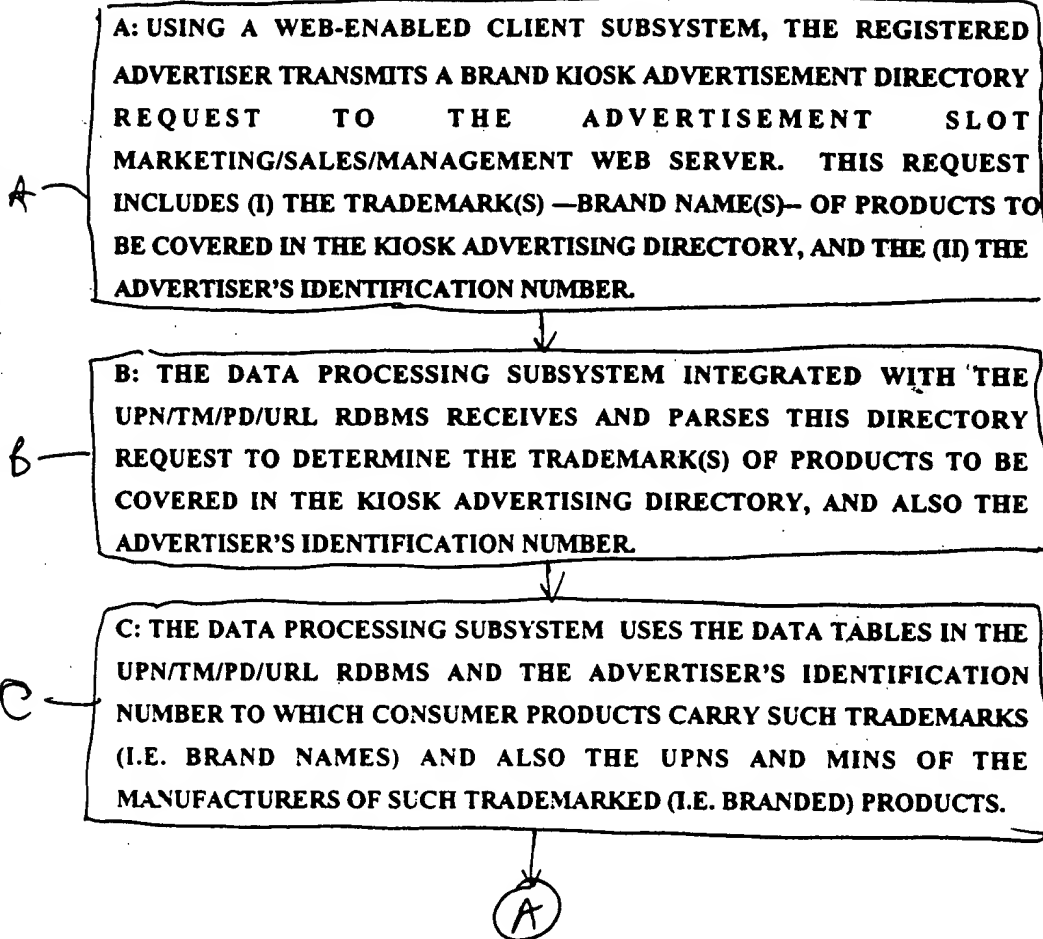 A: USING A WEB-ENABLED CLIENT SUBSYSTEM, THE REGISTERED
ADVERTISER TRANSMITS A BRAND KIOSK ADVERTISEMENT DIRECTORY
REQUEST TO THE ADVERTISEMENT SLOT
MARKETING/SALES/MANAGEMENT WEB SERVER. THIS REQUEST
A
INCLUDES (I) THE TRADEMARK(S) —BRAND NAME(S)– OF PRODUCTS TO
BE COVERED IN THE KIOSK ADVERTISING DIRECTORY, AND THE (II) THE
ADVERTISER'S IDENTIFICATION NUMBER.
B: THE DATA PROCESSING SUBSYSTEM INTEGRATED WITH THE
UPN/TM/PD/URL RDBMS RECEIVES AND PARSES THIS DIRECTORY
B
REQUEST TO DETERMINE THE TRADEMARK(S) OF PRODUCTS TO BE
COVERED IN THE KIOSK ADVERTISING DIRECTORY, AND ALSO THE
ADVERTISER'S IDENTIFICATION NUMBER.
C: THE DATA PROCESSING SUBSYSTEM USES THE DATA TABLES IN THE
UPN/TM/PD/URL RDBMS AND THE ADVERTISER'S IDENTIFICATION
C
NUMBER TO WHICH CONSUMER PRODUCTS CARRY SUCH TRADEMARKS
(I.E. BRAND NAMES) AND ALSO THE UPNS AND MINS OF THE
MANUFACTURERS OF SUCH TRADEMARKED (I.E. BRANDED) PRODUCTS.
A